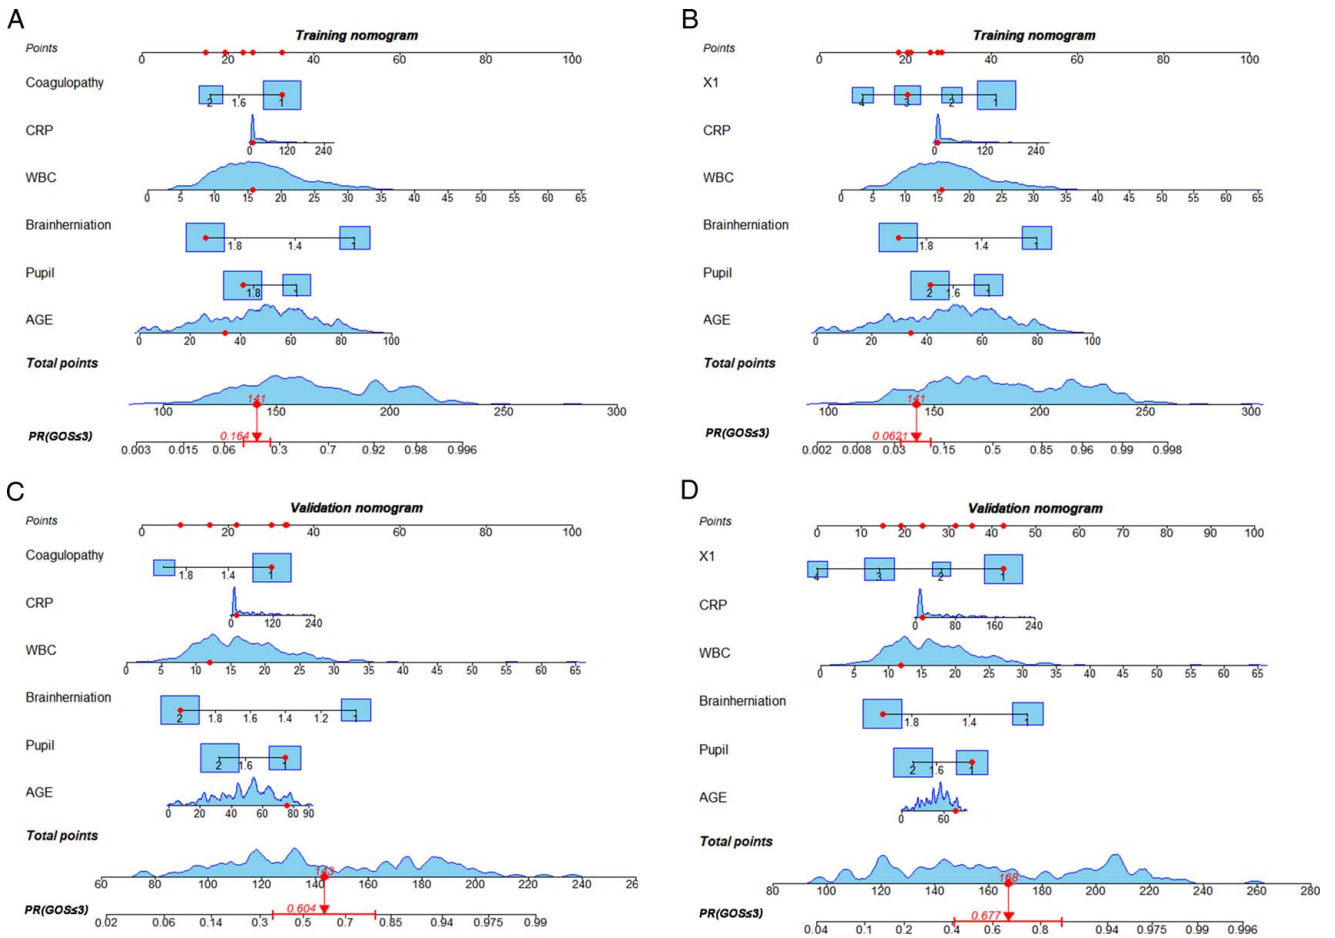 A
Training nomogram
Points
0 20 40 60 80 100
Coagulopathy
2 1.6 1
CRP
0 120 240
WBC
0 5 10 15 20 25 30 35 40 45 50 55 60 65
Brainherniation
1.8 1.4 1
Pupil
1.8 1
AGE
0 20 40 60 80 100
Total points
141
100 150 200 250 300
PR(GOS≤3)
0.164
0.003 0.015 0.06 0.3 0.7 0.92 0.98 0.996
B
Training nomogram
Points
0 20 40 60 80 100
X1
4 3 2 1
CRP
0 120 240
WBC
0 5 10 15 20 25 30 35 40 45 50 55 60 65
Brainherniation
1.8 1.4 1
Pupil
2 1.6 1
AGE
0 20 40 60 80 100
Total points
141
100 150 200 250 300
PR(GOS≤3)
0.0621
0.002 0.008 0.03 0.15 0.5 0.85 0.96 0.99 0.998
C
Validation nomogram
Points
0 20 40 60 80 100
Coagulopathy
1.8 1.4 1
CRP
0 120 240
WBC
0 5 10 15 20 25 30 35 40 45 50 55 60 65
Brainherniation
2 1.8 1.6 1.4 1.2 1
Pupil
2 1.6 1
AGE
0 20 40 60 80 90
Total points
143
60 80 100 120 140 160 180 200 220 240 26
PR(GOS≤3)
0.604
0.02 0.06 0.14 0.3 0.5 0.7 0.85 0.94 0.975 0.99
D
Validation nomogram
Points
0 10 20 30 40 50 60 70 80 90 100
X1
4 3 2 1
CRP
0 80 160 240
WBC
0 5 10 15 20 25 30 35 40 45 50 55 60 65
Brainherniation
1.8 1.4 1
Pupil
2 1.6 1
AGE
0 60
Total points
168
80 100 120 140 160 180 200 220 240 260 280
PR(GOS≤3)
0.677
0.04 0.1 0.2 0.4 0.6 0.8 0.94 0.975 0.99 0.996